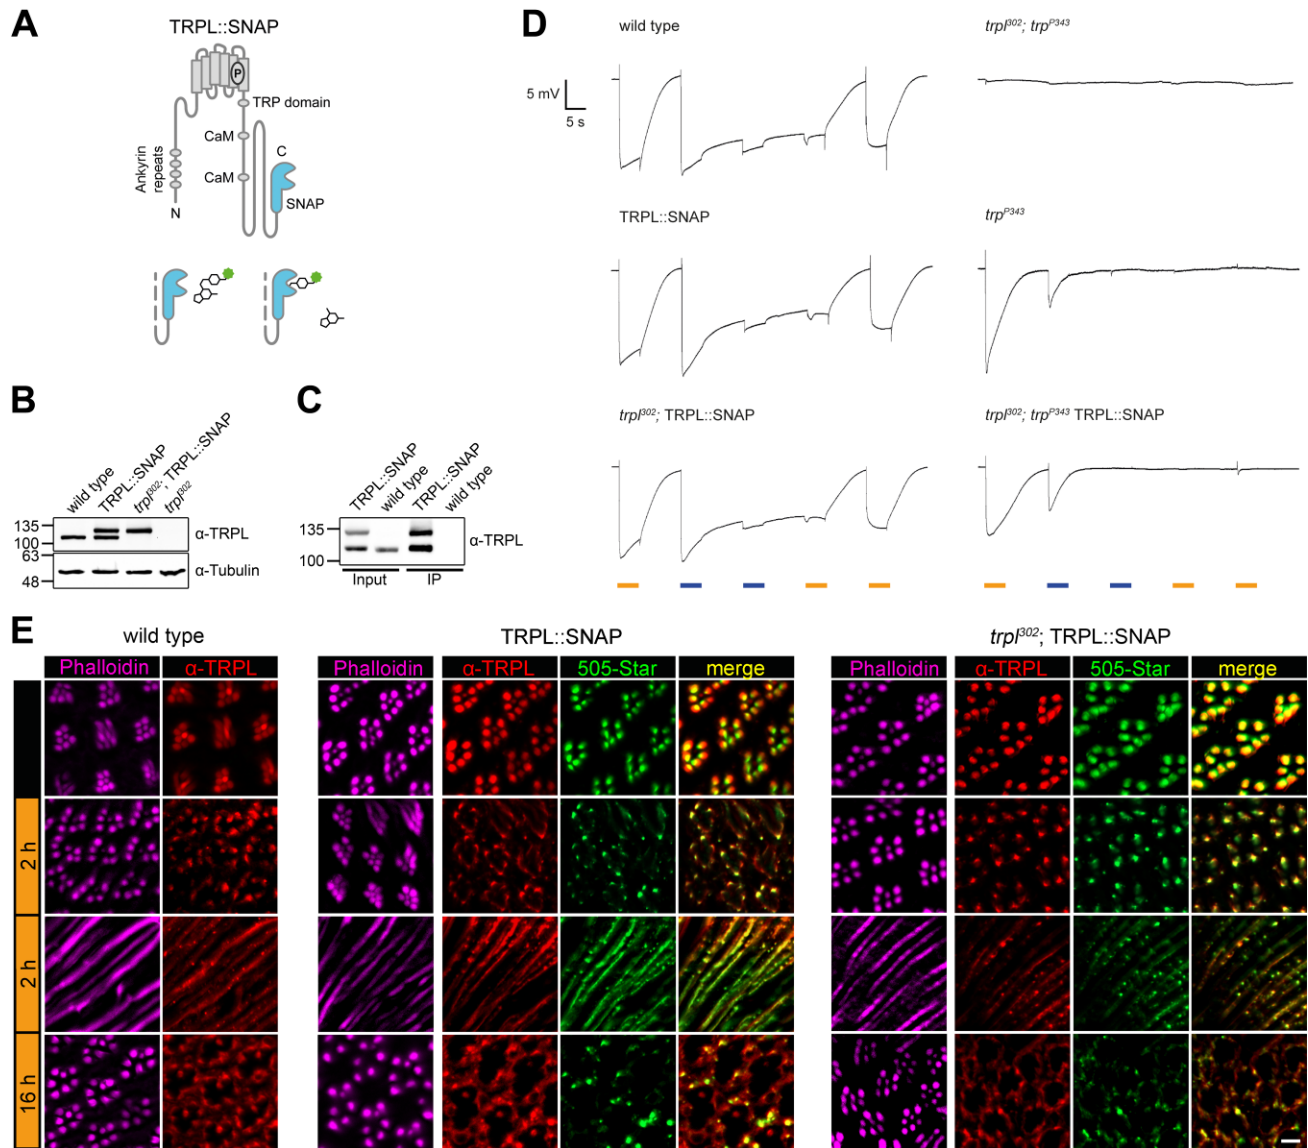 A
TRPL::SNAP
P
TRP domain
CaM
C
CaM
Ankyrin
repeats
SNAP
N
B
wild type
TRPL::SNAP
trpl302; TRPL::SNAP
trpl302
135
100
α-TRPL
63
48
α-Tubulin
C
TRPL::SNAP
wild type
TRPL::SNAP
wild type
135
100
α-TRPL
Input
IP
D
wild type
trpl302; trpP343
5 mV
5 s
TRPL::SNAP
trpP343
trpl302; TRPL::SNAP
trpl302; trpP343 TRPL::SNAP
E
wild type
TRPL::SNAP
trpl302; TRPL::SNAP
Phalloidin α-TRPL
Phalloidin α-TRPL 505-Star merge
Phalloidin α-TRPL 505-Star merge
2 h
2 h
16 h